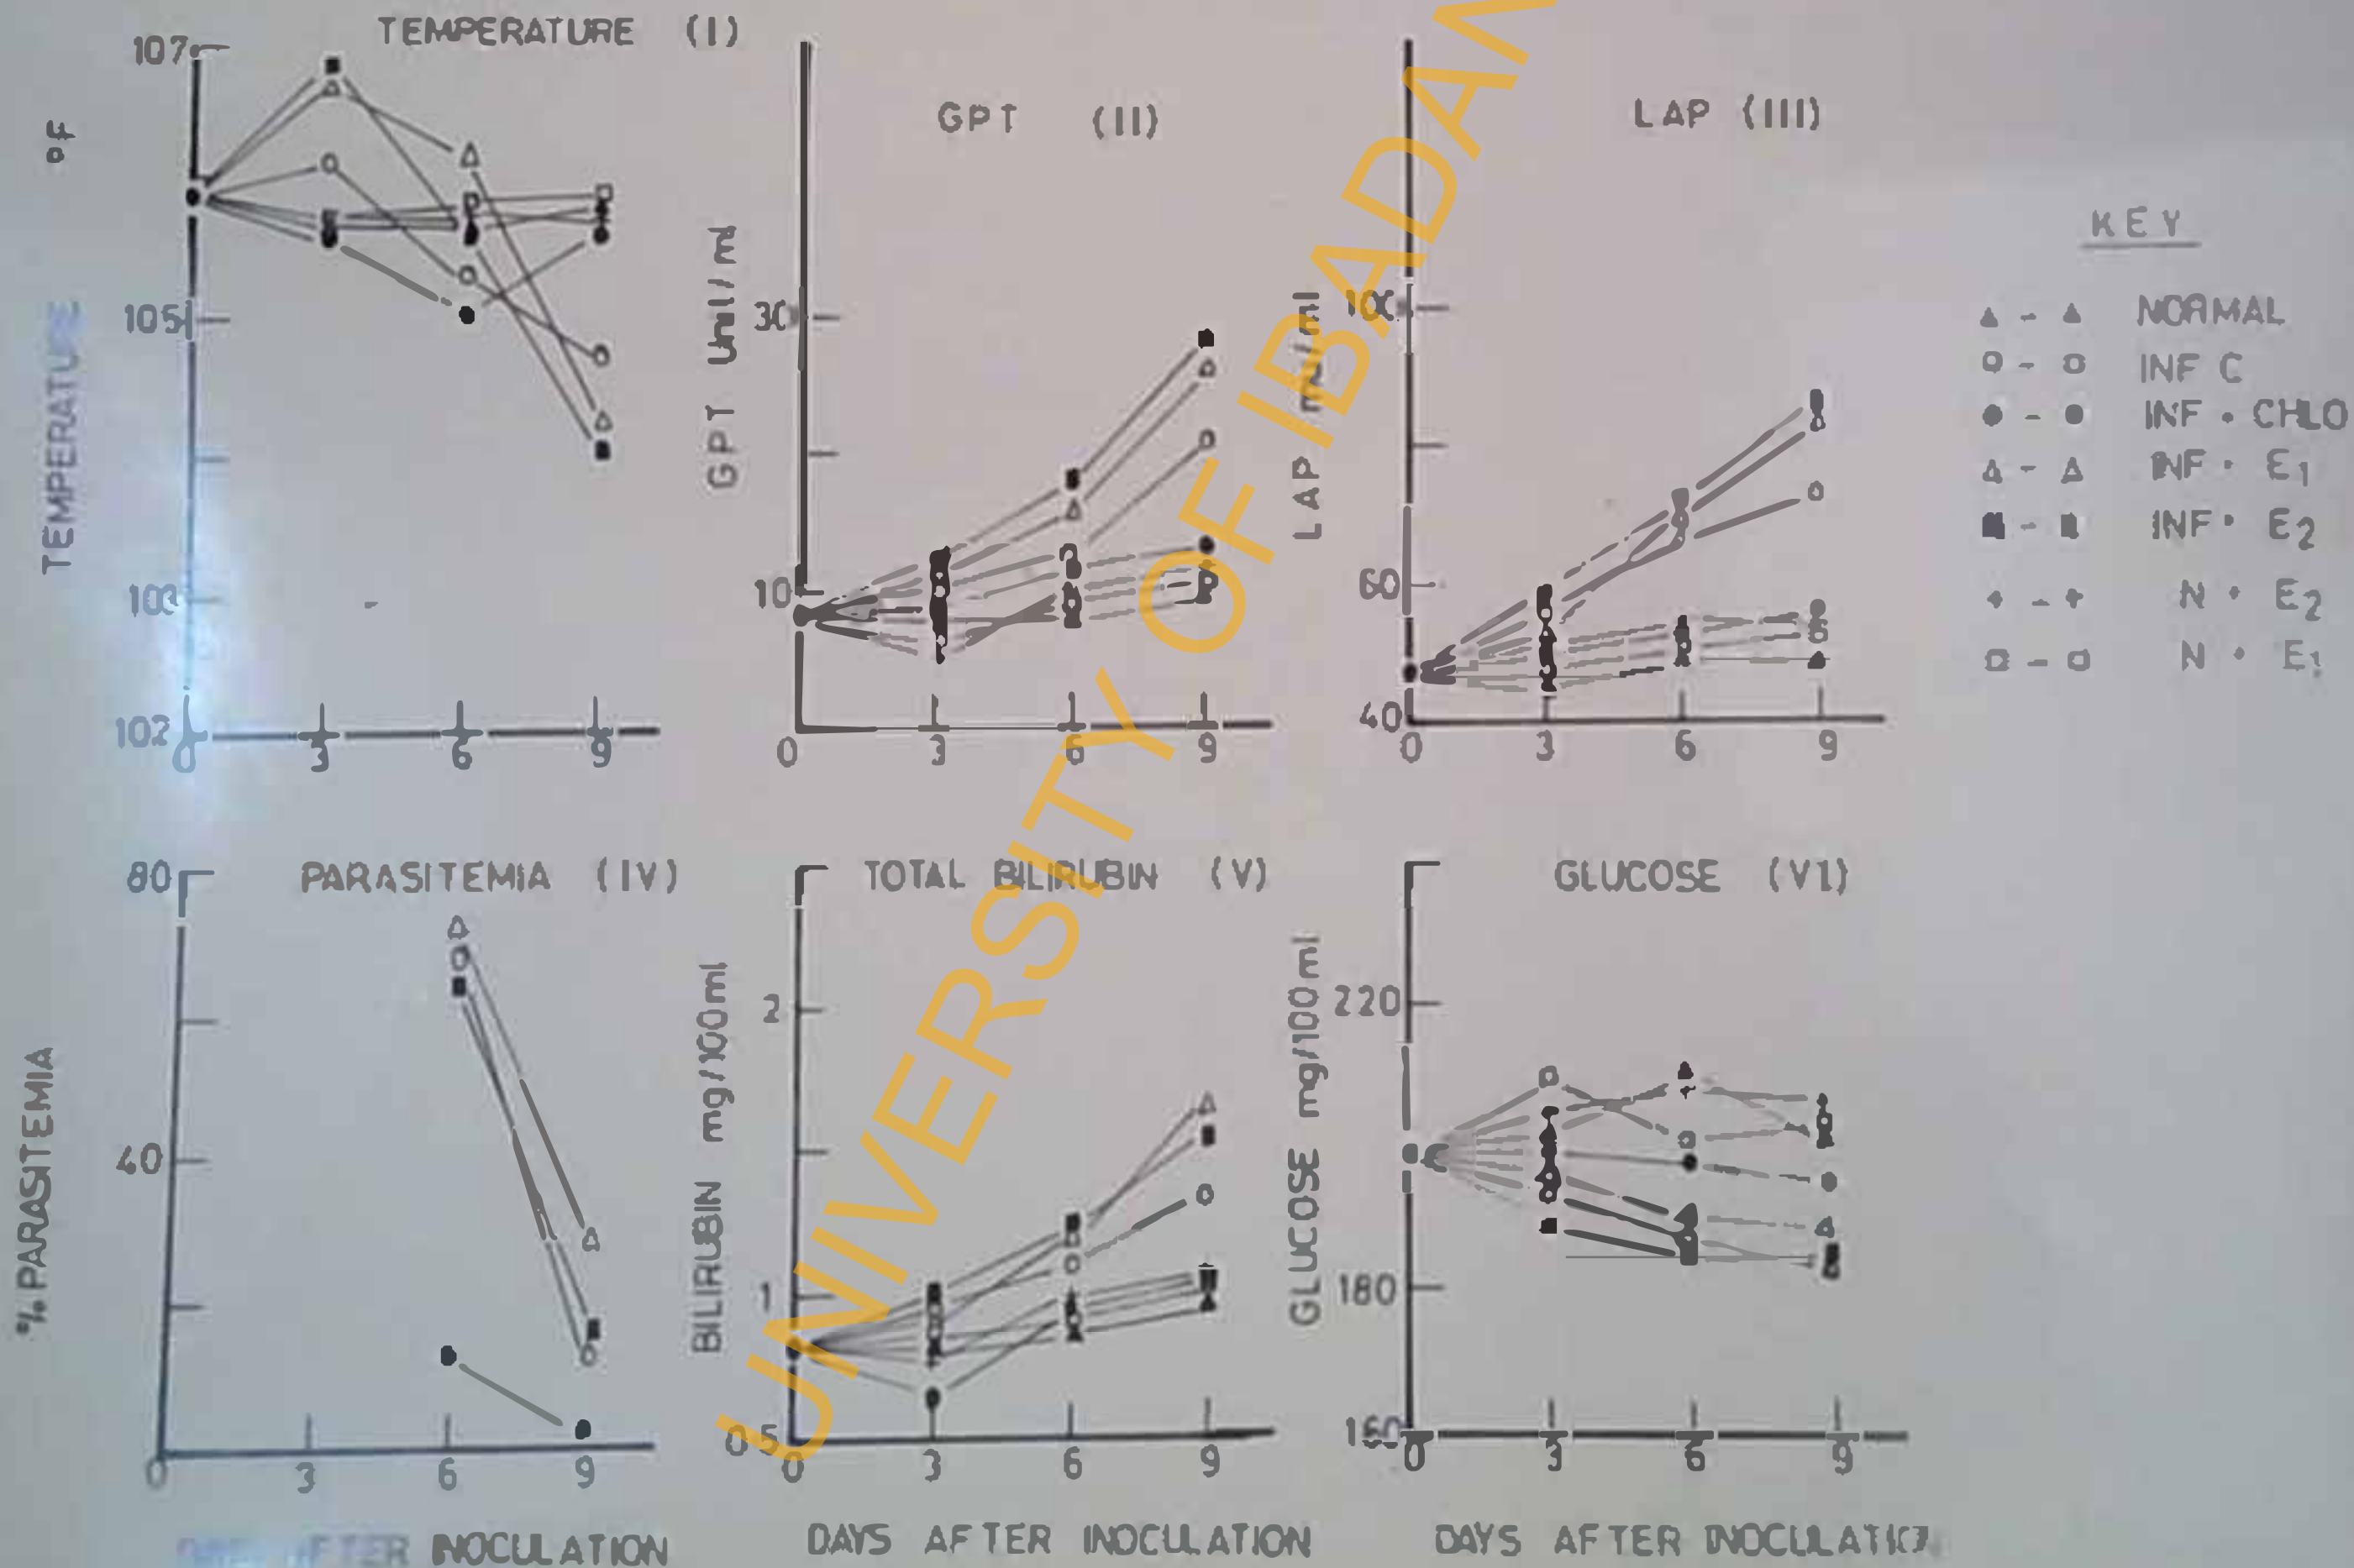 TEMPERATURE (I)
107
105
103
102
0 3 6 9
TEMPERATURE °F
GPT (II)
30
10
0 3 6 9
GPT Unit/ml
LAP (III)
100
60
40
0 3 6 9
LAP mu/ml
KEY
▲ - ▲ NORMAL
○ - ○ INF C
● - ● INF • CHLO
△ - △ INF • E1
■ - ■ INF • E2
+ - + N • E2
□ - □ N • E1
PARASITEMIA (IV)
80
40
0 3 6 9
% PARASITEMIA
AFTER INOCULATION
TOTAL BILIRUBIN (V)
2
1
0.5
0 3 6 9
BILIRUBIN mg/100ml
DAYS AFTER INOCULATION
GLUCOSE (VI)
220
180
160
0 3 6 9
GLUCOSE mg/100ml
DAYS AFTER
UNIVERSITY OF IBADAN